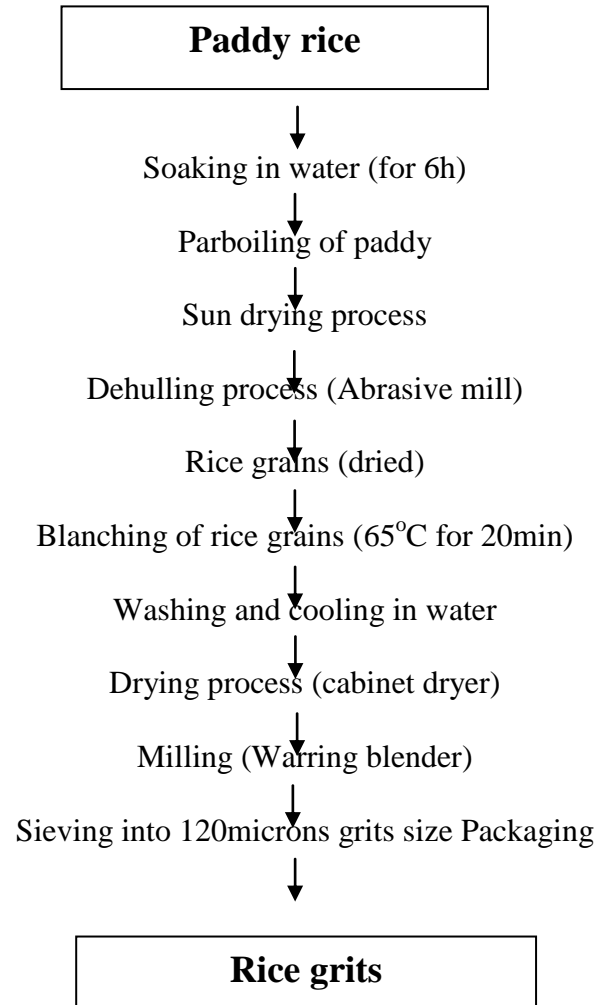 Paddy rice
Soaking in water (for 6h)
Parboiling of paddy
Sun drying process
Dehulling process (Abrasive mill)
Rice grains (dried)
Blanching of rice grains (65°C for 20min)
Washing and cooling in water
Drying process (cabinet dryer)
Milling (Warring blender)
Sieving into 120microns grits size Packaging
Rice grits